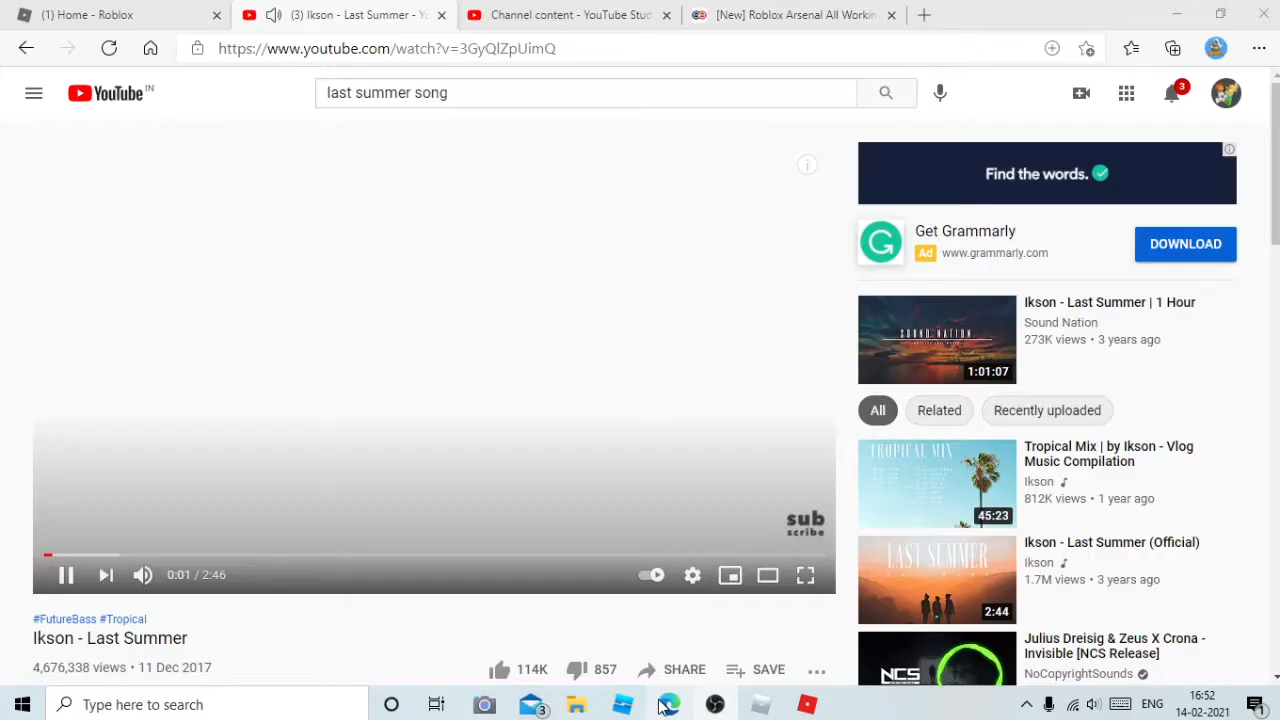 Home - Roblox
(3) Ikson - Last Summer - Y
Channel content - YouTube Stud
[New] Roblox Arsenal All Workin
https://www.youtube.com/watch?v=3GyQlZpUimQ
YouTube IN
last summer song
3
Find the words.
Get Grammarly
Ad www.grammarly.com
DOWNLOAD
SOUND NATION
1:01:07
Ikson - Last Summer | 1 Hour
Sound Nation
273K views • 3 years ago
All
Related
Recently uploaded
TROPICAL MIX
45:23
Tropical Mix | by Ikson - Vlog
Music Compilation
Ikson
812K views • 1 year ago
LAST SUMMER
2:44
Ikson - Last Summer (Official)
Ikson
1.7M views • 3 years ago
NCS
Julius Dreisig & Zeus X Crona -
Invisible [NCS Release]
NoCopyrightSounds
sub
scribe
0:01 / 2:46
#FutureBass #Tropical
Ikson - Last Summer
4,676,338 views • 11 Dec 2017
114K
857
SHARE
SAVE
Type here to search
3
ENG
16:52
14-02-2021
1